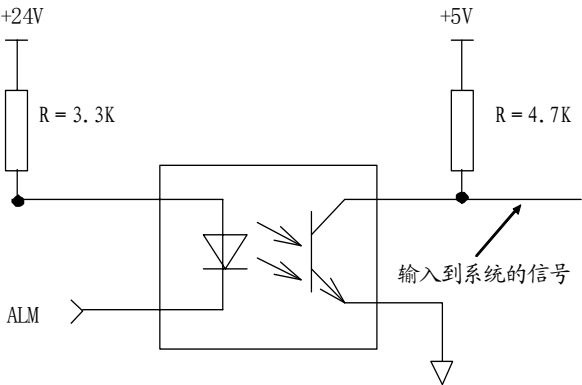 +24V
+5V
R = 3.3K
R = 4.7K
输入到系统的信号
ALM